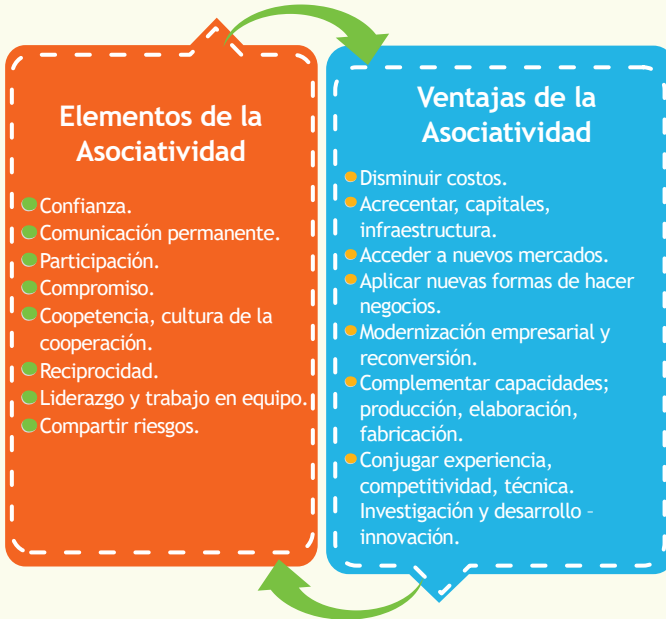 Elementos de la
Asociatividad
Confianza.
Comunicación permanente.
Participación.
Compromiso.
Coopetencia, cultura de la
cooperación.
Reciprocidad.
Liderazgo y trabajo en equipo.
Compartir riesgos.
Ventajas de la
Asociatividad
Disminuir costos.
Acrecentar, capitales,
infraestructura.
Acceder a nuevos mercados.
Aplicar nuevas formas de hacer
negocios.
Modernización empresarial y
reconversión.
Complementar capacidades;
producción, elaboración,
fabricación.
Conjugar experiencia,
competitividad, técnica.
Investigación y desarrollo -
innovación.